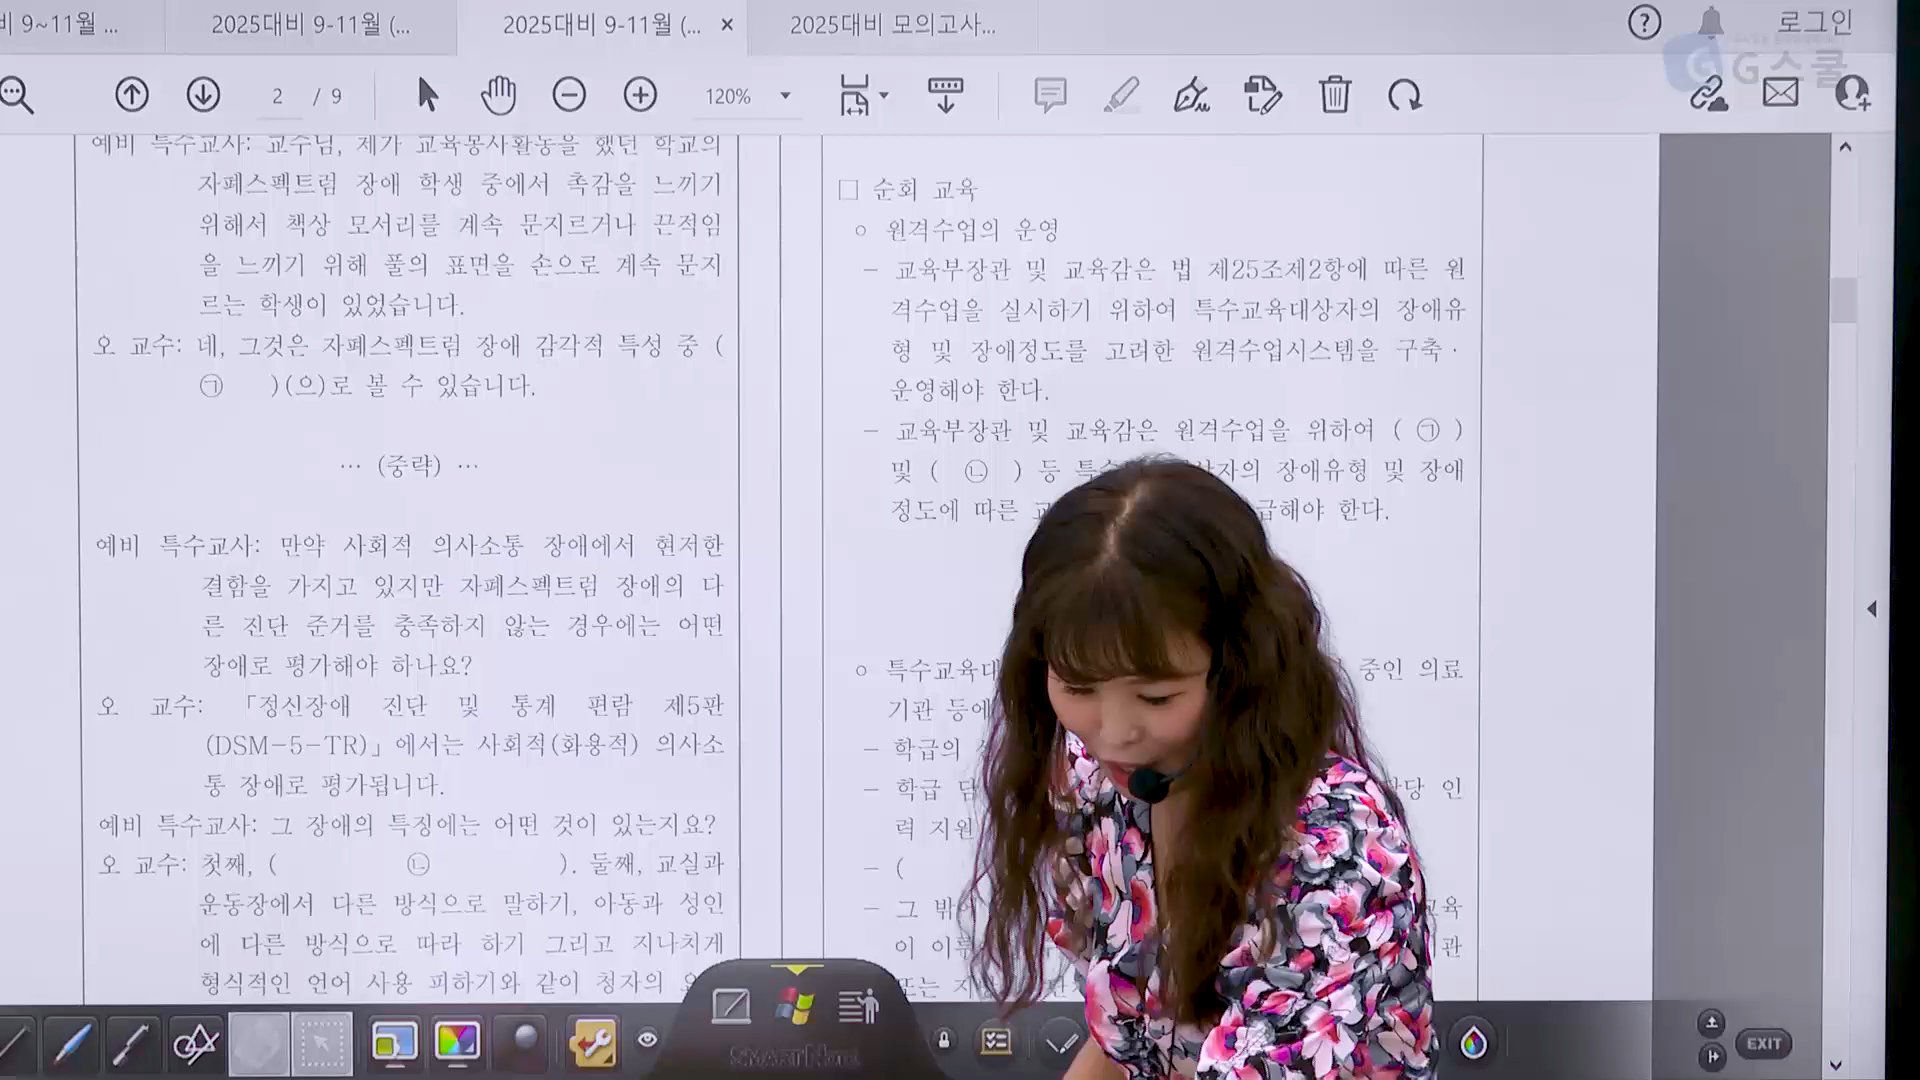 비 9~11월 ...
2025대비 9-11월 (...
2025대비 9-11월 (...
2025대비 모의고사...
로그인
G스쿨
2 / 9
120%
예비 특수교사: 교수님, 제가 교육봉사활동을 했던 학교의
자폐스펙트럼 장애 학생 중에서 촉감을 느끼기
위해서 책상 모서리를 계속 문지르거나 끈적임
을 느끼기 위해 풀의 표면을 손으로 계속 문지
르는 학생이 있었습니다.
오 교수: 네, 그것은 자폐스펙트럼 장애 감각적 특성 중 (
㉠ )(으)로 볼 수 있습니다.
… (중략) …
예비 특수교사: 만약 사회적 의사소통 장애에서 현저한
결함을 가지고 있지만 자폐스펙트럼 장애의 다
른 진단 준거를 충족하지 않는 경우에는 어떤
장애로 평가해야 하나요?
오 교수: 「정신장애 진단 및 통계 편람 제5판
(DSM-5-TR)」에서는 사회적(화용적) 의사소
통 장애로 평가됩니다.
예비 특수교사: 그 장애의 특징에는 어떤 것이 있는지요?
오 교수: 첫째, ( ㉡ ). 둘째, 교실과
운동장에서 다른 방식으로 말하기, 아동과 성인
에 다른 방식으로 따라 하기 그리고 지나치게
형식적인 언어 사용 피하기와 같이 청자의
□ 순회 교육
○ 원격수업의 운영
- 교육부장관 및 교육감은 법 제25조제2항에 따른 원
격수업을 실시하기 위하여 특수교육대상자의 장애유
형 및 장애정도를 고려한 원격수업시스템을 구축·
운영해야 한다.
- 교육부장관 및 교육감은 원격수업을 위하여 ( ㉠ )
및 ( ㉡ ) 등 특수 상자의 장애유형 및 장애
정도에 따른 급해야 한다.
○ 특수교육대 중인 의료
기관 등에
- 학급의
- 학급 담 담당 인
력 지원
- (
- 그 밖 교육
이 이루 관
또는 지
SMART Note
EXIT